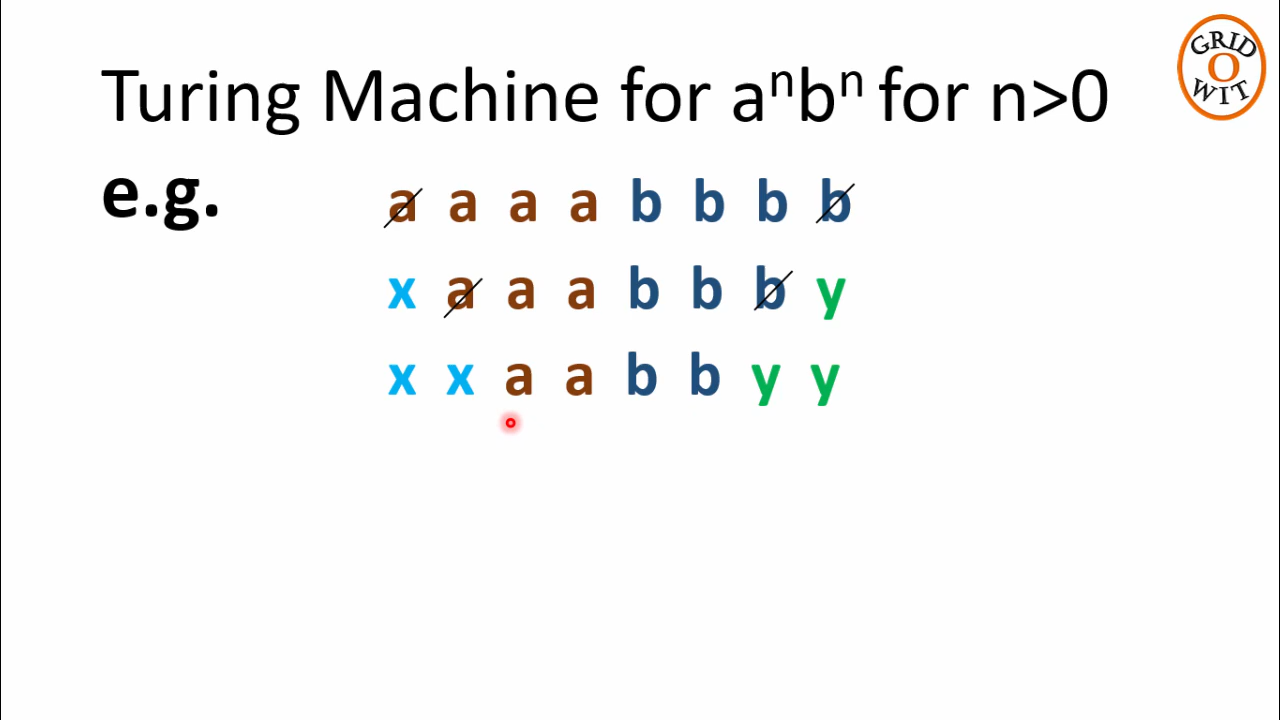 Turing Machine for aⁿbⁿ for n>0
GRID
O
WIT
e.g.
a a a a b b b b
x a a a b b b y
x x a a b b y y